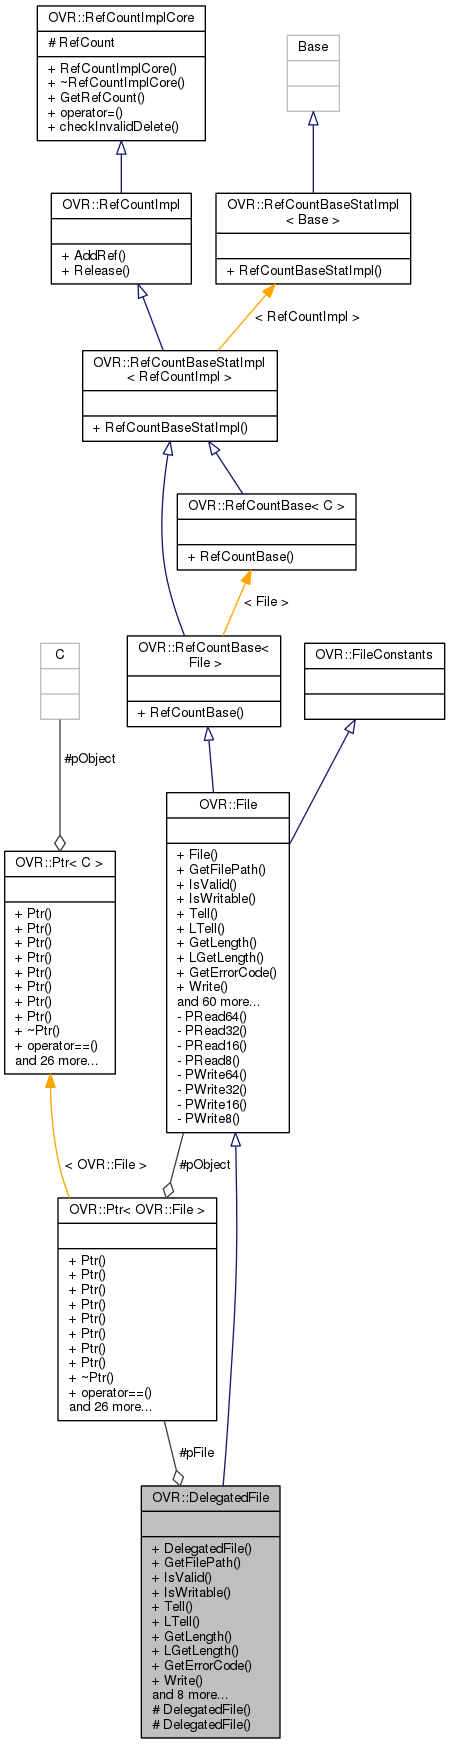 OVR::RefCountImplCore
# RefCount
+ RefCountImplCore()
+ ~RefCountImplCore()
+ GetRefCount()
+ operator=()
+ checkInvalidDelete()
Base
OVR::RefCountImpl
+ AddRef()
+ Release()
OVR::RefCountBaseStatImpl
< Base >
+ RefCountBaseStatImpl()
< RefCountImpl >
OVR::RefCountBaseStatImpl
< RefCountImpl >
+ RefCountBaseStatImpl()
OVR::RefCountBase< C >
+ RefCountBase()
< File >
C
OVR::RefCountBase<
File >
+ RefCountBase()
OVR::FileConstants
#pObject
OVR::File
+ File()
+ GetFilePath()
+ IsValid()
+ IsWritable()
+ Tell()
+ LTell()
+ GetLength()
+ LGetLength()
+ GetErrorCode()
+ Write()
and 60 more...
- PRead64()
- PRead32()
- PRead16()
- PRead8()
- PWrite64()
- PWrite32()
- PWrite16()
- PWrite8()
OVR::Ptr< C >
+ Ptr()
+ Ptr()
+ Ptr()
+ Ptr()
+ Ptr()
+ Ptr()
+ Ptr()
+ Ptr()
+ ~Ptr()
+ operator==()
and 26 more...
< OVR::File >
#pObject
OVR::Ptr< OVR::File >
+ Ptr()
+ Ptr()
+ Ptr()
+ Ptr()
+ Ptr()
+ Ptr()
+ Ptr()
+ Ptr()
+ ~Ptr()
+ operator==()
and 26 more...
#pFile
OVR::DelegatedFile
+ DelegatedFile()
+ GetFilePath()
+ IsValid()
+ IsWritable()
+ Tell()
+ LTell()
+ GetLength()
+ LGetLength()
+ GetErrorCode()
+ Write()
and 8 more...
# DelegatedFile()
# DelegatedFile()